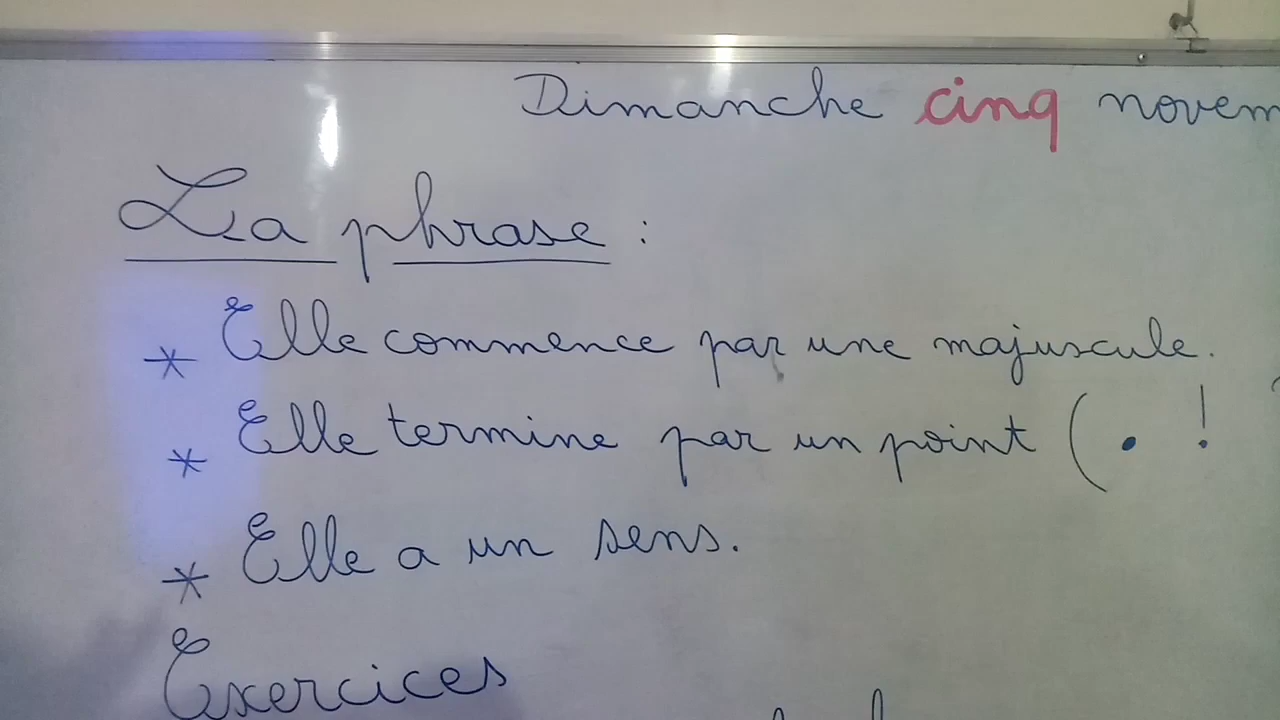 Dimanche cinq novem
La phrase :
* Elle commence par une majuscule.
* Elle termine par un point ( . !
* Elle a un sens.
Exercices